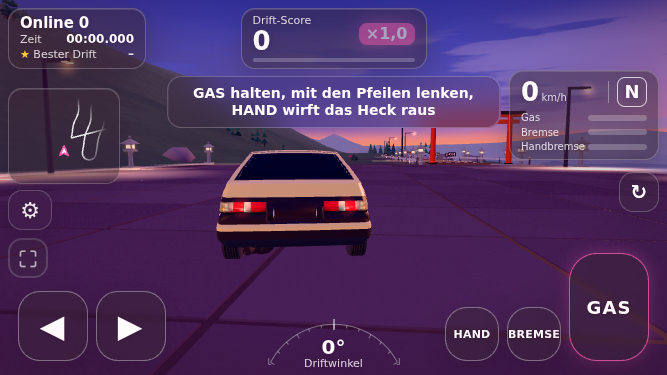 Online 0
Zeit 00:00.000
★ Bester Drift –
Drift-Score
0
×1,0
GAS halten, mit den Pfeilen lenken,
HAND wirft das Heck raus
0 km/h
N
Gas
Bremse
Handbremse
0°
Driftwinkel
HAND
BREMSE
GAS